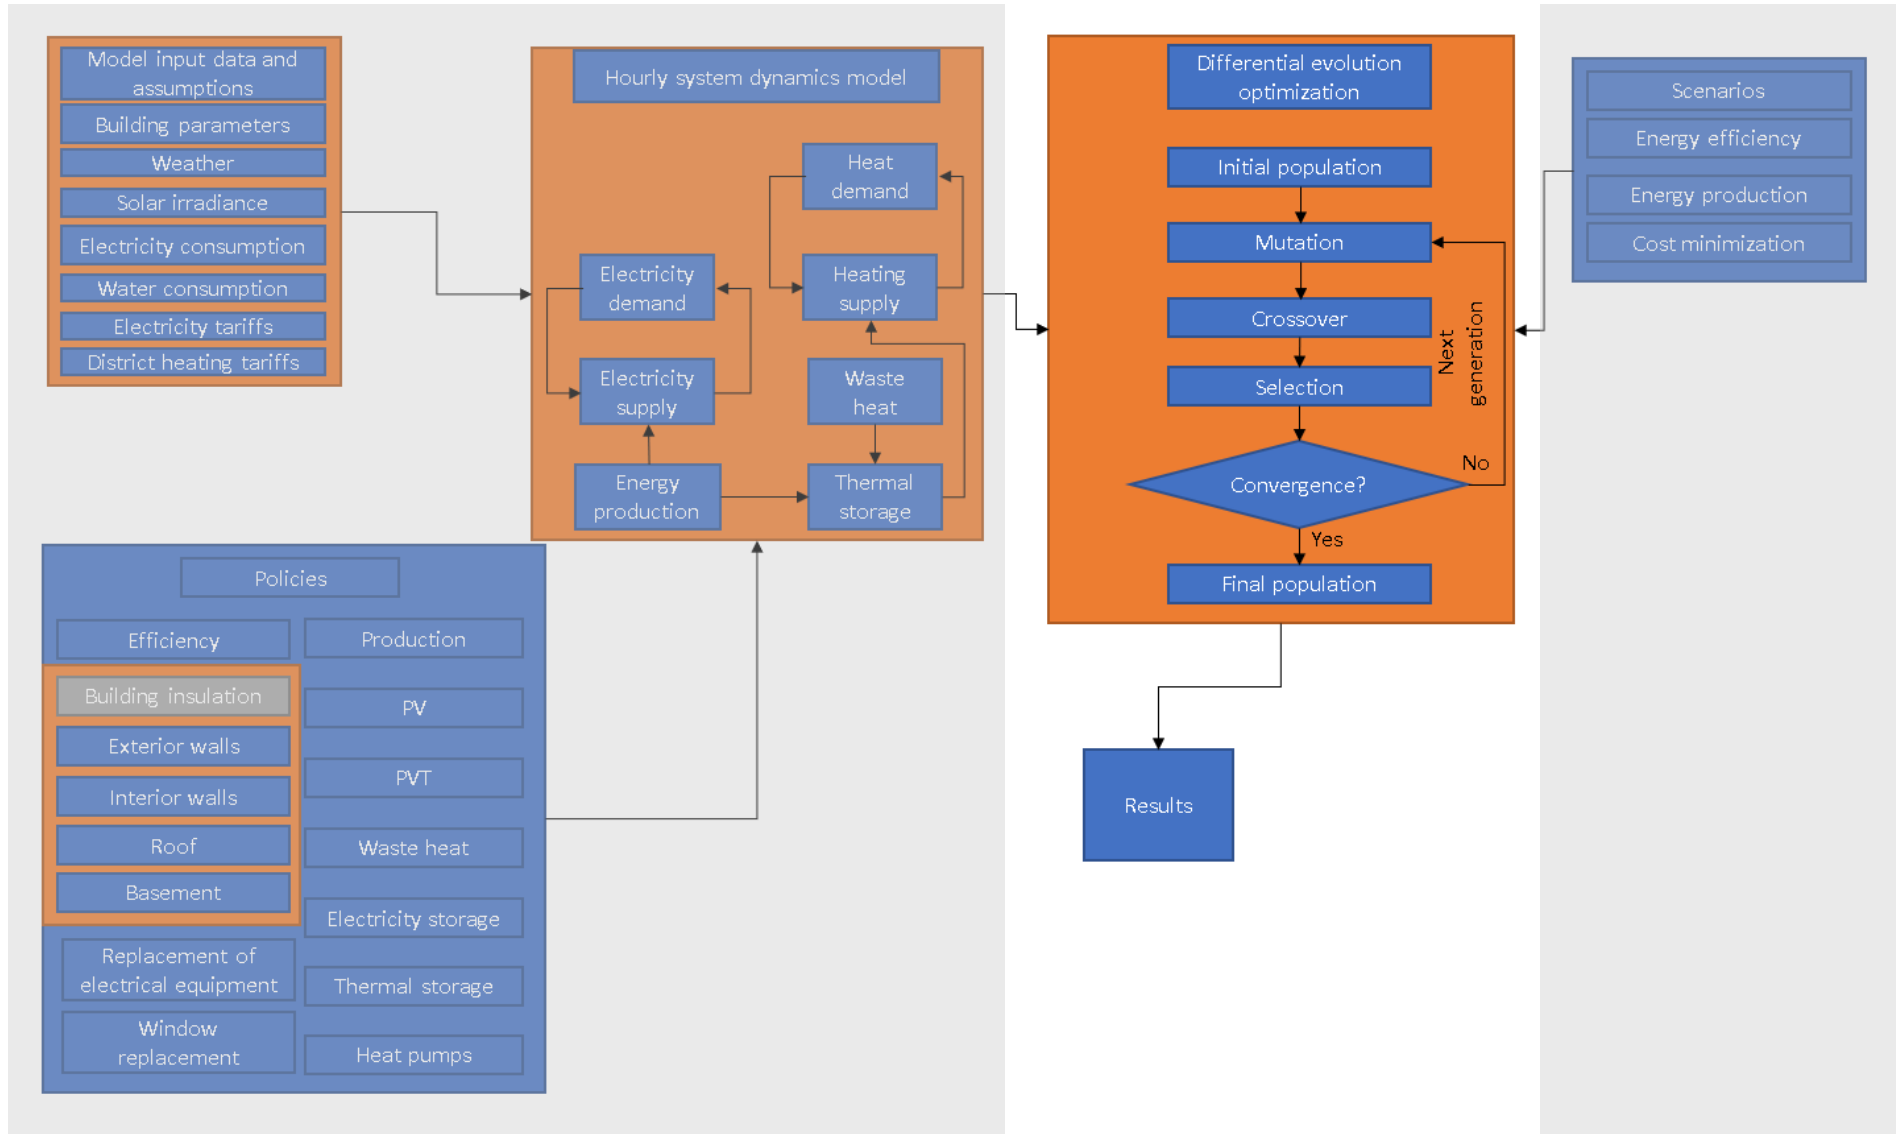 Model input data and
assumptions
Building parameters
Weather
Solar irradiance
Electricity consumption
Water consumption
Electricity tariffs
District heating tariffs
Hourly system dynamics model
Heat
demand
Electricity
demand
Heating
supply
Electricity
supply
Waste
heat
Energy
production
Thermal
storage
Differential evolution
optimization
Initial population
Mutation
Crossover
Selection
Next
generation
Convergence?
No
Yes
Final population
Results
Scenarios
Energy efficiency
Energy production
Cost minimization
Policies
Efficiency
Building insulation
Exterior walls
Interior walls
Roof
Basement
Replacement of
electrical equipment
Window
replacement
Production
PV
PVT
Waste heat
Electricity storage
Thermal storage
Heat pumps